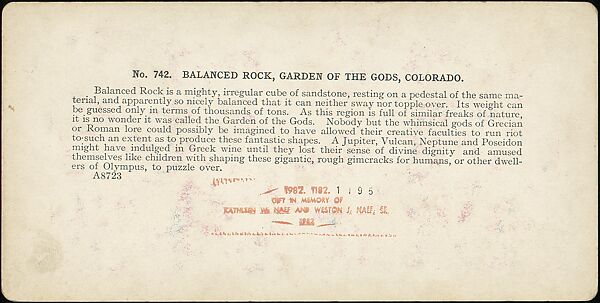 No. 742. BALANCED ROCK, GARDEN OF THE GODS, COLORADO.
Balanced Rock is a mighty, irregular cube of sandstone, resting on a pedestal of the same ma-
terial, and apparently so nicely balanced that it can neither sway nor topple over. Its weight can
be guessed only in terms of thousands of tons. As this region is full of similar freaks of nature,
it is no wonder it was called the Garden of the Gods. Nobody but the whimsical gods of Grecian
or Roman lore could possibly be imagined to have allowed their creative faculties to run riot
to such an extent as to produce these fantastic shapes. A Jupiter, Vulcan, Neptune and Poseidon
might have indulged in Greek wine until they lost their sense of divine dignity and amused
themselves like children with shaping these gigantic, rough gimcracks for humans, or other dwell-
ers of Olympus, to puzzle over.
A8723
1982. 1182. 1195
GIFT IN MEMORY OF
KATHLEEN W. NAEF AND WESTON J. NAEF, SR.
1982